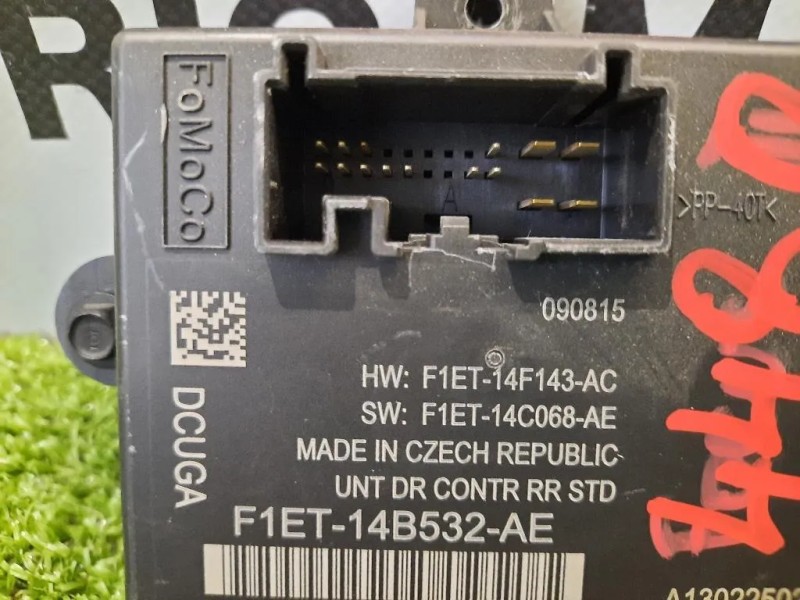 FoMoCo
A
>PP-40T<
090815
HW: F1ET-14F143-AC
SW: F1ET-14C068-AE
MADE IN CZECH REPUBLIC
UNT DR CONTR RR STD
DCUGA
F1ET-14B532-AE